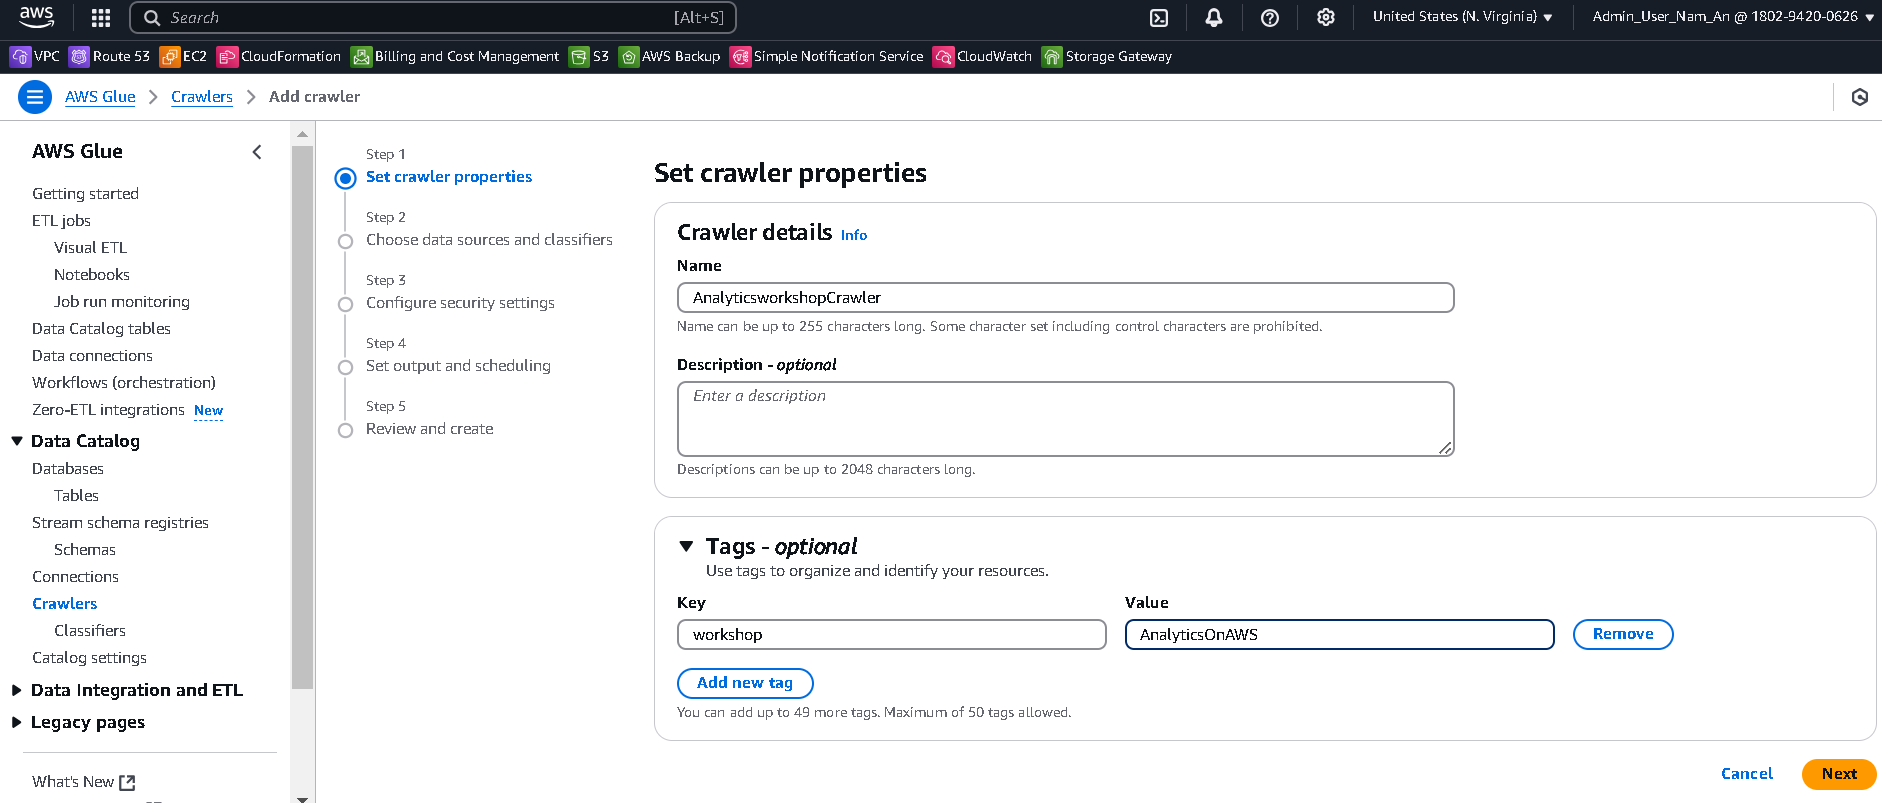 aws
Search [Alt+S]
United States (N. Virginia) Admin_User_Nam_An @ 1802-9420-0626
VPC Route 53 EC2 CloudFormation Billing and Cost Management S3 AWS Backup Simple Notification Service CloudWatch Storage Gateway
AWS Glue Crawlers Add crawler
AWS Glue
Getting started
ETL jobs
Visual ETL
Notebooks
Job run monitoring
Data Catalog tables
Data connections
Workflows (orchestration)
Zero-ETL integrations New
Data Catalog
Databases
Tables
Stream schema registries
Schemas
Connections
Crawlers
Classifiers
Catalog settings
Data Integration and ETL
Legacy pages
What's New
Step 1
Set crawler properties
Step 2
Choose data sources and classifiers
Step 3
Configure security settings
Step 4
Set output and scheduling
Step 5
Review and create
Set crawler properties
Crawler details Info
Name
AnalyticsworkshopCrawler
Name can be up to 255 characters long. Some character set including control characters are prohibited.
Description - optional
Enter a description
Descriptions can be up to 2048 characters long.
Tags - optional
Use tags to organize and identify your resources.
Key Value
workshop AnalyticsOnAWS Remove
Add new tag
You can add up to 49 more tags. Maximum of 50 tags allowed.
Cancel Next